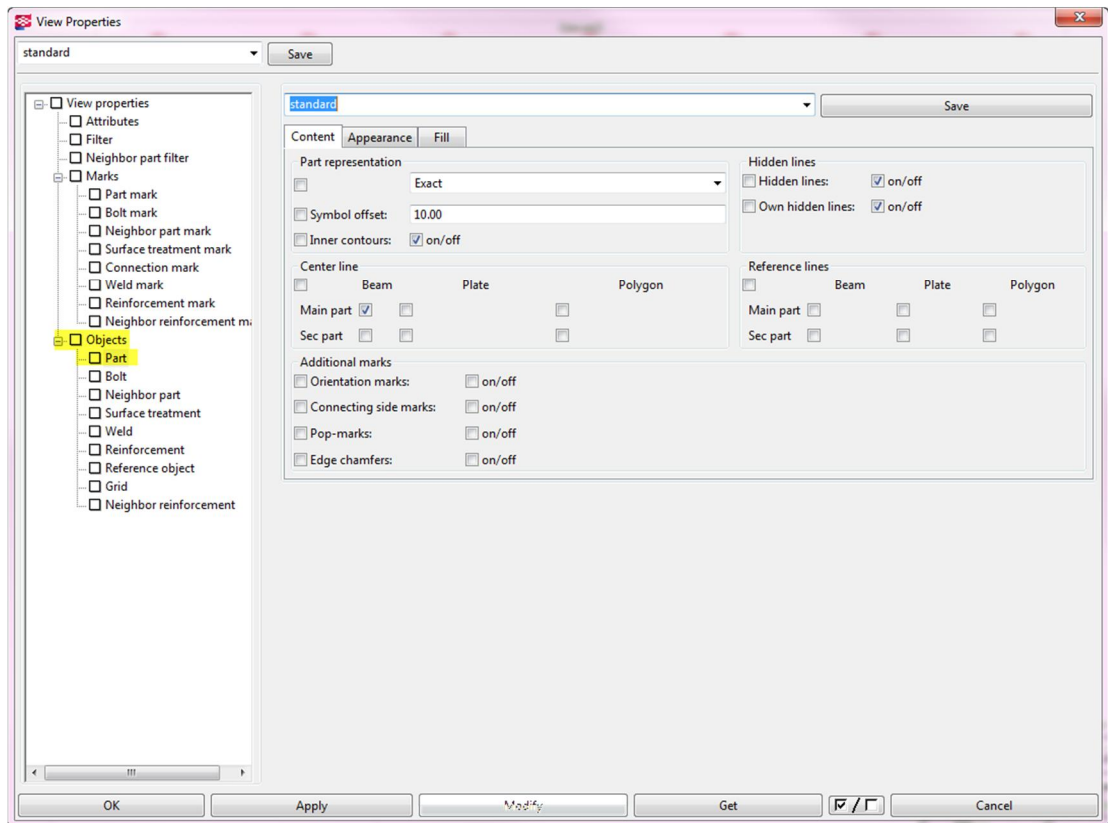 View Properties
standard
Save
View properties
Attributes
Filter
Neighbor part filter
Marks
Part mark
Bolt mark
Neighbor part mark
Surface treatment mark
Connection mark
Weld mark
Reinforcement mark
Neighbor reinforcement ma
Objects
Part
Bolt
Neighbor part
Surface treatment
Weld
Reinforcement
Reference object
Grid
Neighbor reinforcement
standard
Save
Content Appearance Fill
Part representation
Exact
Symbol offset: 10.00
Inner contours: on/off
Hidden lines
Hidden lines: on/off
Own hidden lines: on/off
Center line
Beam Plate Polygon
Main part
Sec part
Reference lines
Beam Plate Polygon
Main part
Sec part
Additional marks
Orientation marks: on/off
Connecting side marks: on/off
Pop-marks: on/off
Edge chamfers: on/off
OK Apply Modify Get / Cancel